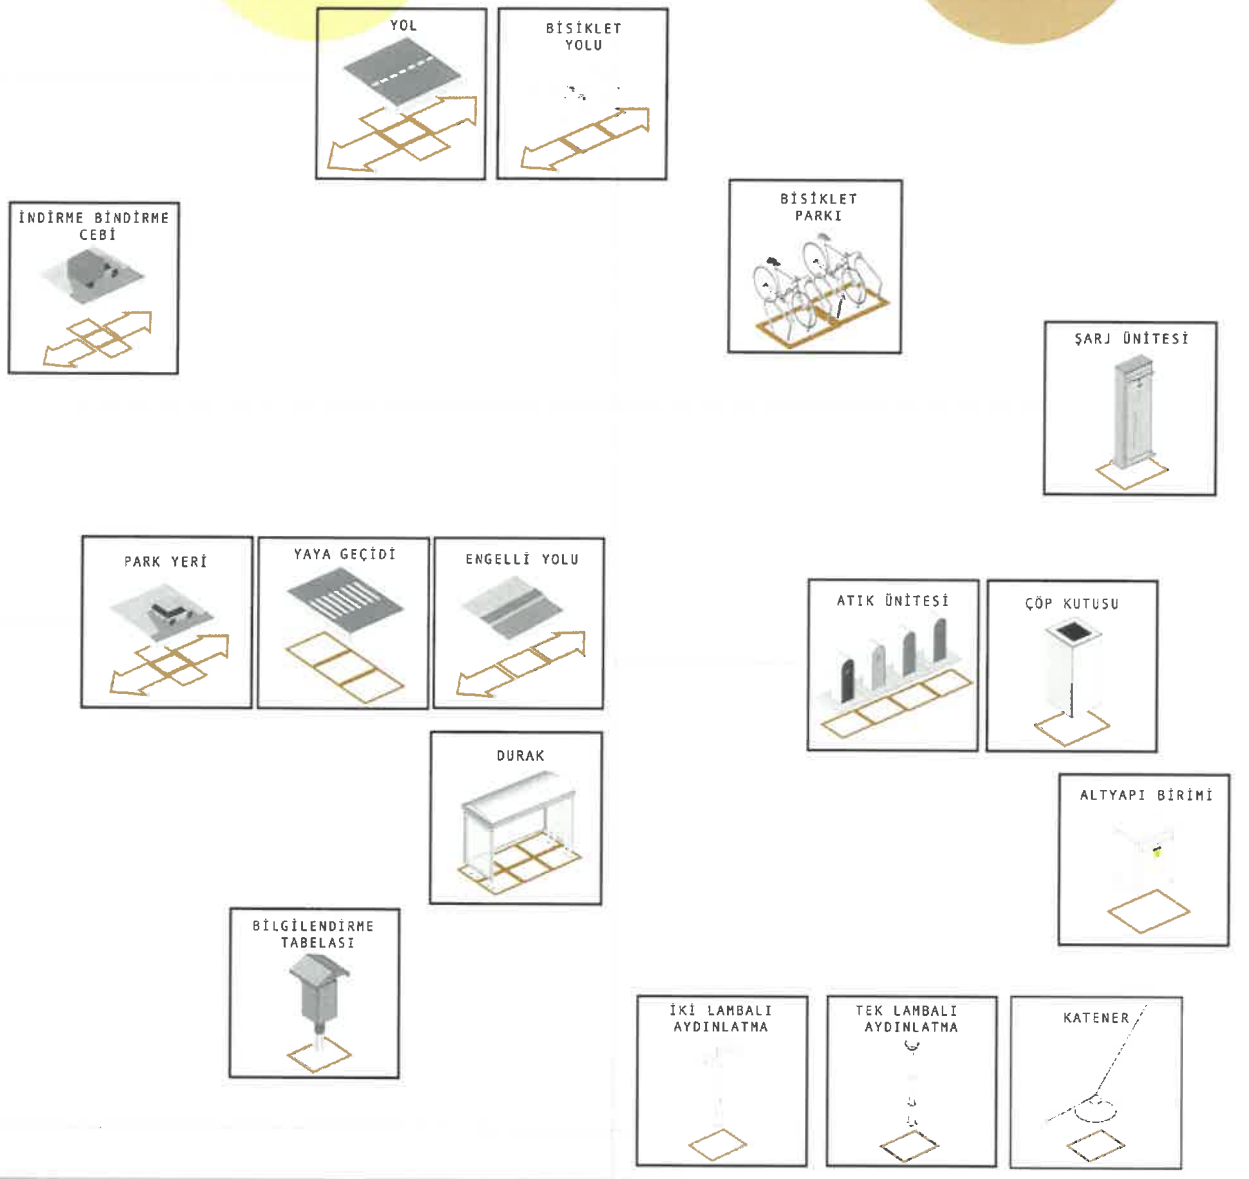 YOL
BİSİKLET
YOLU
BİSİKLET
PARKI
İNDİRME BİNDİRME
CEBİ
ŞARJ ÜNİTESİ
PARK YERİ
YAYA GEÇİDİ
ENGELLİ YOLU
ATIK ÜNİTESİ
ÇÖP KUTUSU
DURAK
ALTYAPI BİRİMİ
BİLGİLENDİRME
TABELASI
İKİ LAMBALI
AYDINLATMA
TEK LAMBALI
AYDINLATMA
KATENER